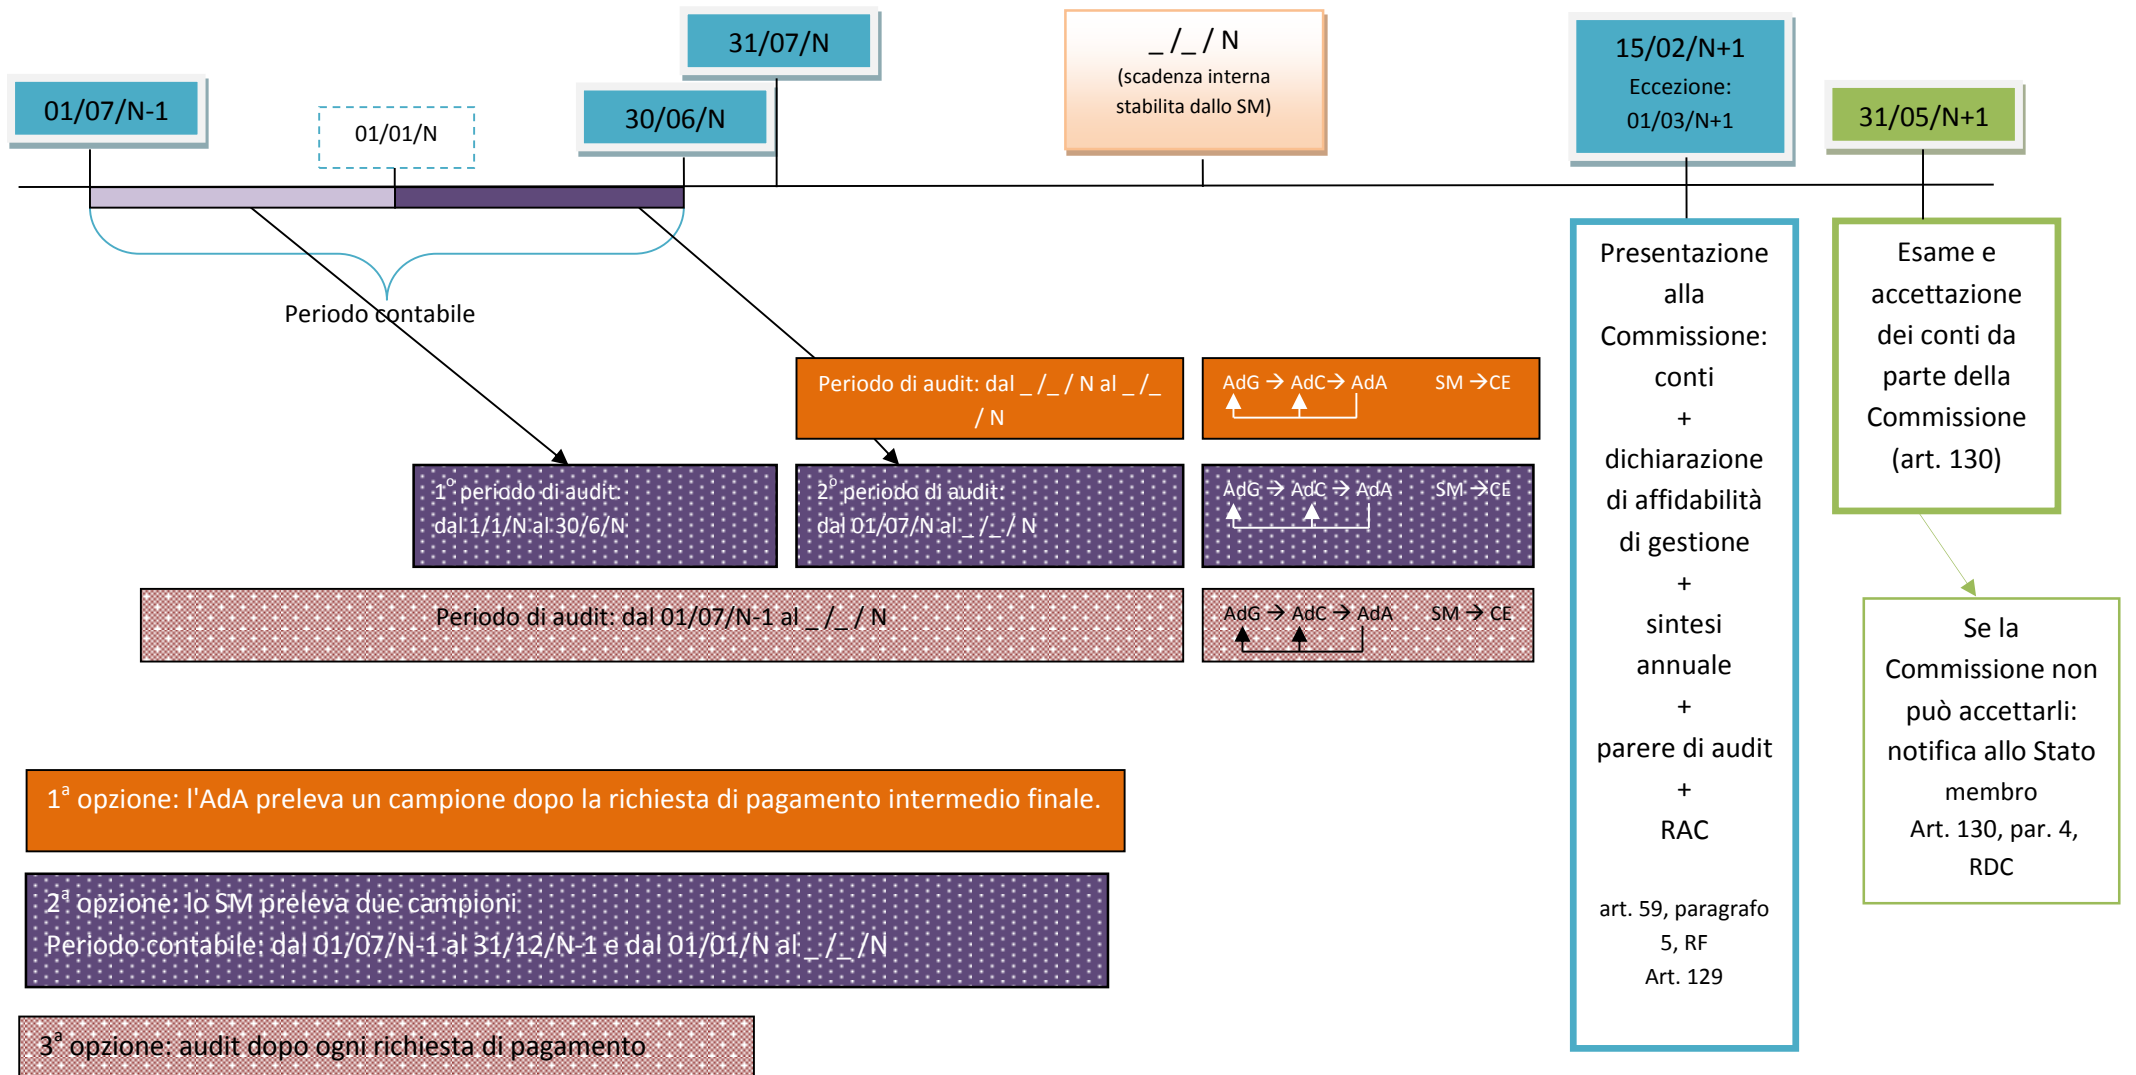 31/07/N
_ /_ / N
(scadenza interna
stabilita dallo SM)
15/02/N+1
Eccezione:
01/03/N+1
01/07/N-1
01/01/N
30/06/N
31/05/N+1
Periodo contabile
Periodo di audit: dal _ /_ / N al _ /_
/ N
AdG → AdC → AdA SM → CE
1º periodo di audit:
dal 1/1/N al 30/6/N
2º periodo di audit:
dal 01/07/N al _ /_ / N
AdG → AdC → AdA SM → CE
Periodo di audit: dal 01/07/N-1 al _ /_ / N
AdG → AdC → AdA SM → CE
Presentazione
alla
Commissione:
conti
+
dichiarazione
di affidabilità
di gestione
+
sintesi
annuale
+
parere di audit
+
RAC
art. 59, paragrafo
5, RF
Art. 129
Esame e
accettazione
dei conti da
parte della
Commissione
(art. 130)
Se la
Commissione non
può accettarli:
notifica allo Stato
membro
Art. 130, par. 4,
RDC
1ª opzione: l'AdA preleva un campione dopo la richiesta di pagamento intermedio finale.
2ª opzione: lo SM preleva due campioni
Periodo contabile: dal 01/07/N-1 al 31/12/N-1 e dal 01/01/N al _ /_ /N
3ª opzione: audit dopo ogni richiesta di pagamento